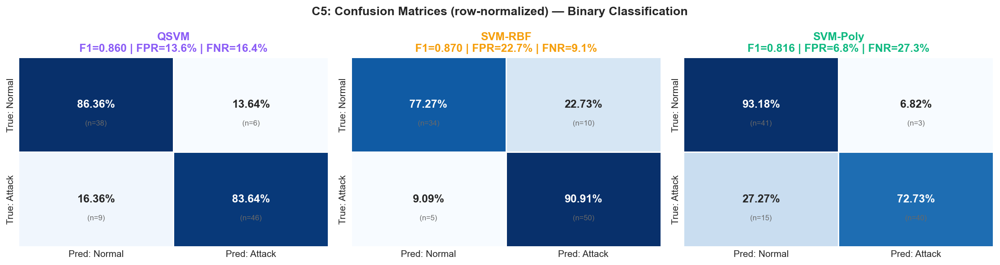 C5: Confusion Matrices (row-normalized) — Binary Classification
QSVM
F1=0.860 | FPR=13.6% | FNR=16.4%
True: Normal
86.36%
13.64%
(n=38)
(n=6)
True: Attack
16.36%
83.64%
(n=9)
(n=46)
Pred: Normal
Pred: Attack
SVM-RBF
F1=0.870 | FPR=22.7% | FNR=9.1%
True: Normal
77.27%
22.73%
(n=34)
(n=10)
True: Attack
9.09%
90.91%
(n=5)
(n=50)
Pred: Normal
Pred: Attack
SVM-Poly
F1=0.816 | FPR=6.8% | FNR=27.3%
True: Normal
93.18%
6.82%
(n=41)
(n=3)
True: Attack
27.27%
72.73%
(n=15)
(n=40)
Pred: Normal
Pred: Attack